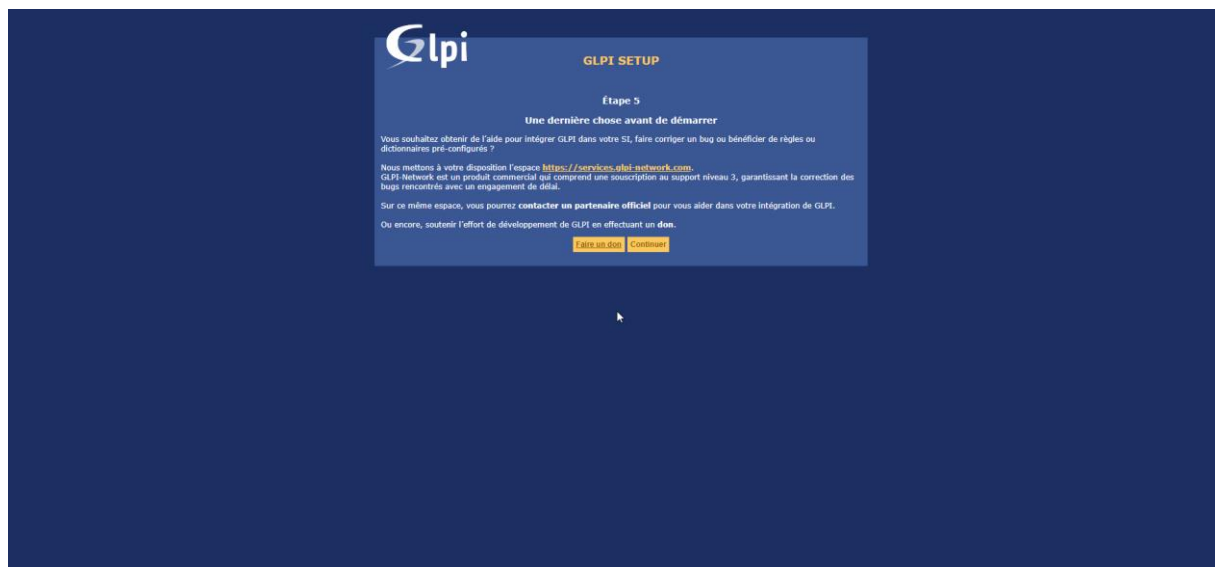 Glpi
GLPI SETUP
Étape 5
Une dernière chose avant de démarrer
Vous souhaitez obtenir de l'aide pour intégrer GLPI dans votre SI, faire corriger un bug ou bénéficier de règles ou
dictionnaires pré-configurés ?
Nous mettons à votre disposition l'espace https://services.glpi-network.com.
GLPI-Network est un produit commercial qui comprend une souscription au support niveau 3, garantissant la correction des
bugs rencontrés avec un engagement de délai.
Sur ce même espace, vous pourrez contacter un partenaire officiel pour vous aider dans votre intégration de GLPI.
Ou encore, soutenir l'effort de développement de GLPI en effectuant un don.
Faire un don Continuer